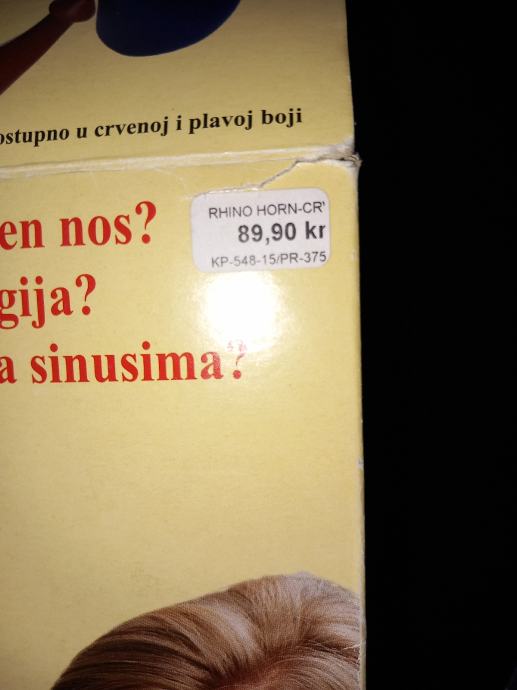 ostupno u crvenoj i plavoj boji
RHINO HORN-CR
89,90 kr
KP-548-15/PR-375
en nos?
gija?
a sinusima?